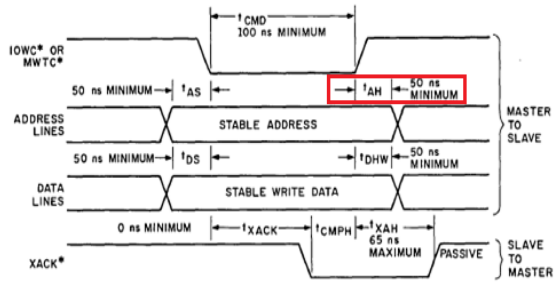 tCMD
100 ns MINIMUM
IOWC* OR
MWTC*
50 ns MINIMUM
tAS
tAH
50 ns
MINIMUM
ADDRESS
LINES
STABLE ADDRESS
MASTER
TO
SLAVE
50 ns MINIMUM
tDS
tDHW
50 ns
MINIMUM
DATA
LINES
STABLE WRITE DATA
0 ns MINIMUM
tXACK
tCMPH
tXAH
65 ns
MAXIMUM
XACK*
PASSIVE
SLAVE
TO
MASTER